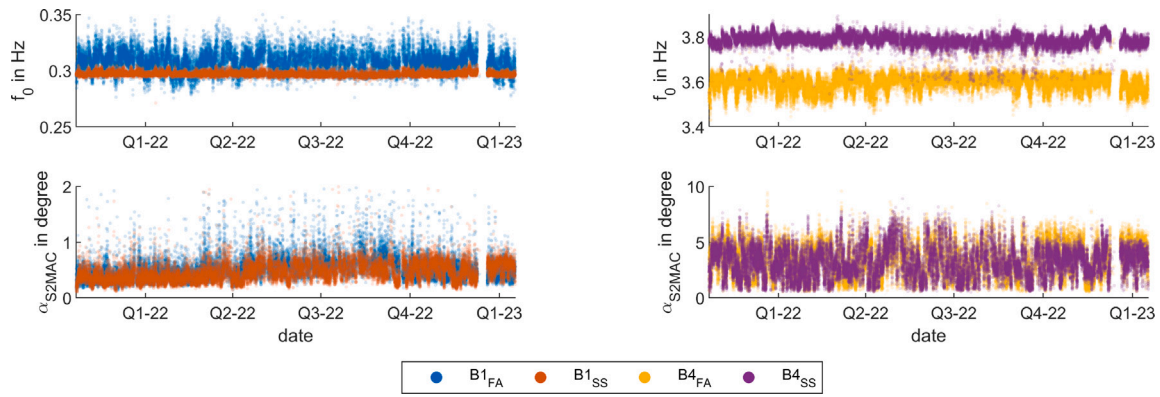 0.35
0.3
0.25
f0 in Hz
Q1-22 Q2-22 Q3-22 Q4-22 Q1-23
3.8
3.6
3.4
f0 in Hz
Q1-22 Q2-22 Q3-22 Q4-22 Q1-23
2
1
0
αS2MAC in degree
Q1-22 Q2-22 Q3-22 Q4-22 Q1-23
date
10
5
0
αS2MAC in degree
Q1-22 Q2-22 Q3-22 Q4-22 Q1-23
date
B1FA B1SS B4FA B4SS